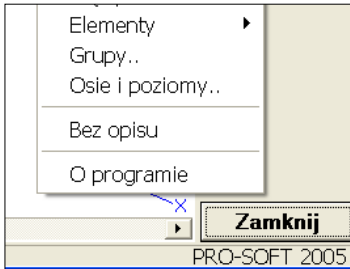 Elementy
Grupy..
Osie i poziomy..
Bez opisu
O programie
X
Zamknij
PRO-SOFT 2005